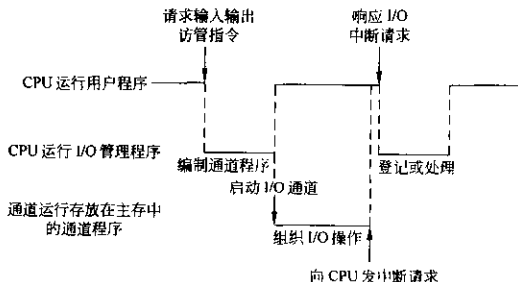 请求输入输出
访管指令
响应 I/O
中断请求
CPU 运行用户程序
CPU 运行 I/O 管理程序
编制通道程序
登记或处理
启动 I/O 通道
通道运行存放在主存中
的通道程序
组织 I/O 操作
向 CPU 发中断请求